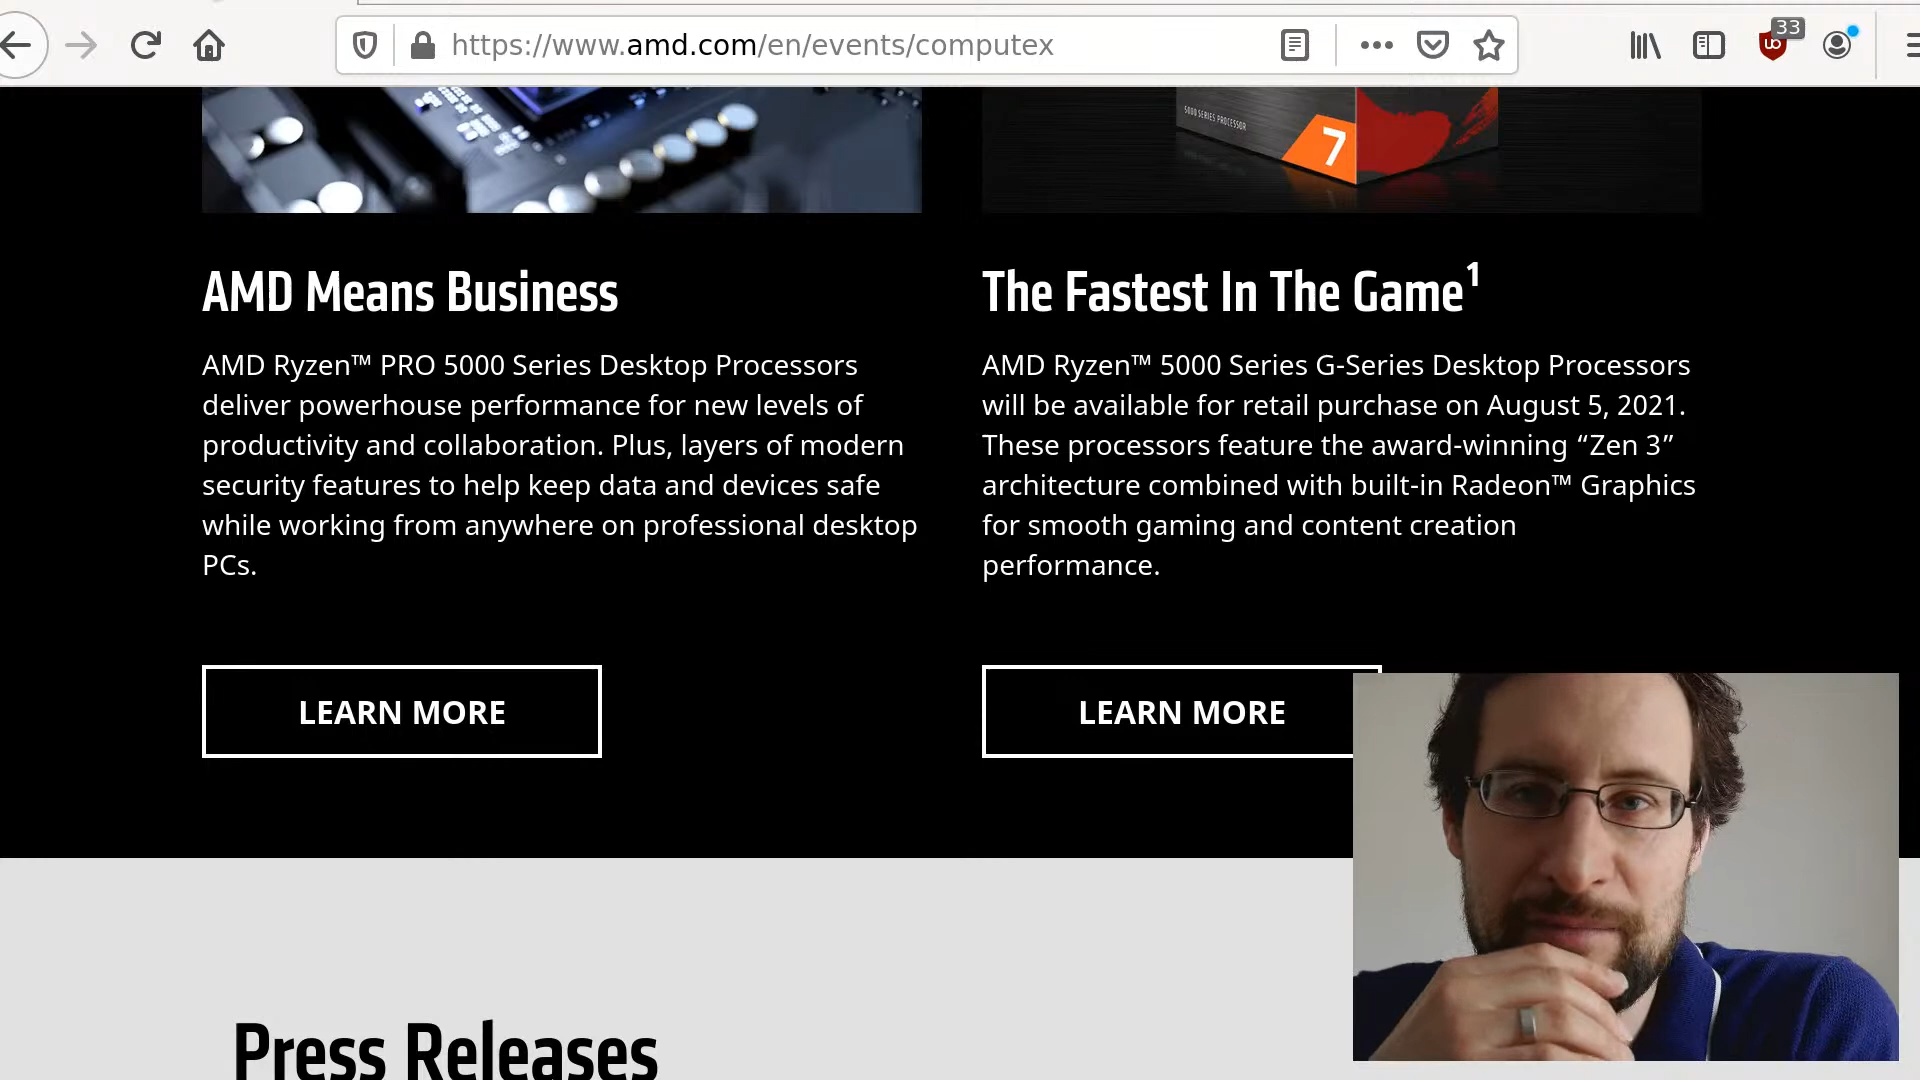 https://www.amd.com/en/events/computex
33
5000 SERIES PROCESSOR
7
AMD Means Business
AMD Ryzen™ PRO 5000 Series Desktop Processors
deliver powerhouse performance for new levels of
productivity and collaboration. Plus, layers of modern
security features to help keep data and devices safe
while working from anywhere on professional desktop
PCs.
LEARN MORE
The Fastest In The Game¹
AMD Ryzen™ 5000 Series G-Series Desktop Processors
will be available for retail purchase on August 5, 2021.
These processors feature the award-winning “Zen 3”
architecture combined with built-in Radeon™ Graphics
for smooth gaming and content creation
performance.
LEARN MORE
Press Releases